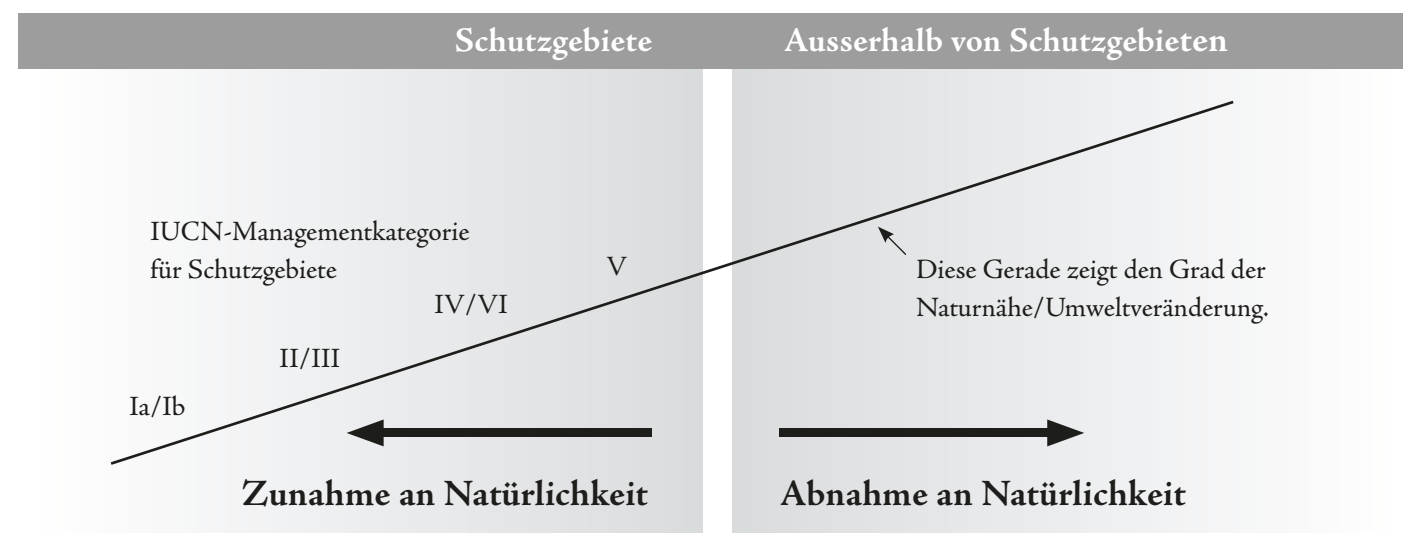 Schutzgebiete
Ausserhalb von Schutzgebieten
IUCN-Managementkategorie
für Schutzgebiete
V
IV/VI
II/III
Ia/Ib
Diese Gerade zeigt den Grad der
Naturnähe/Umweltveränderung.
Zunahme an Natürlichkeit
Abnahme an Natürlichkeit